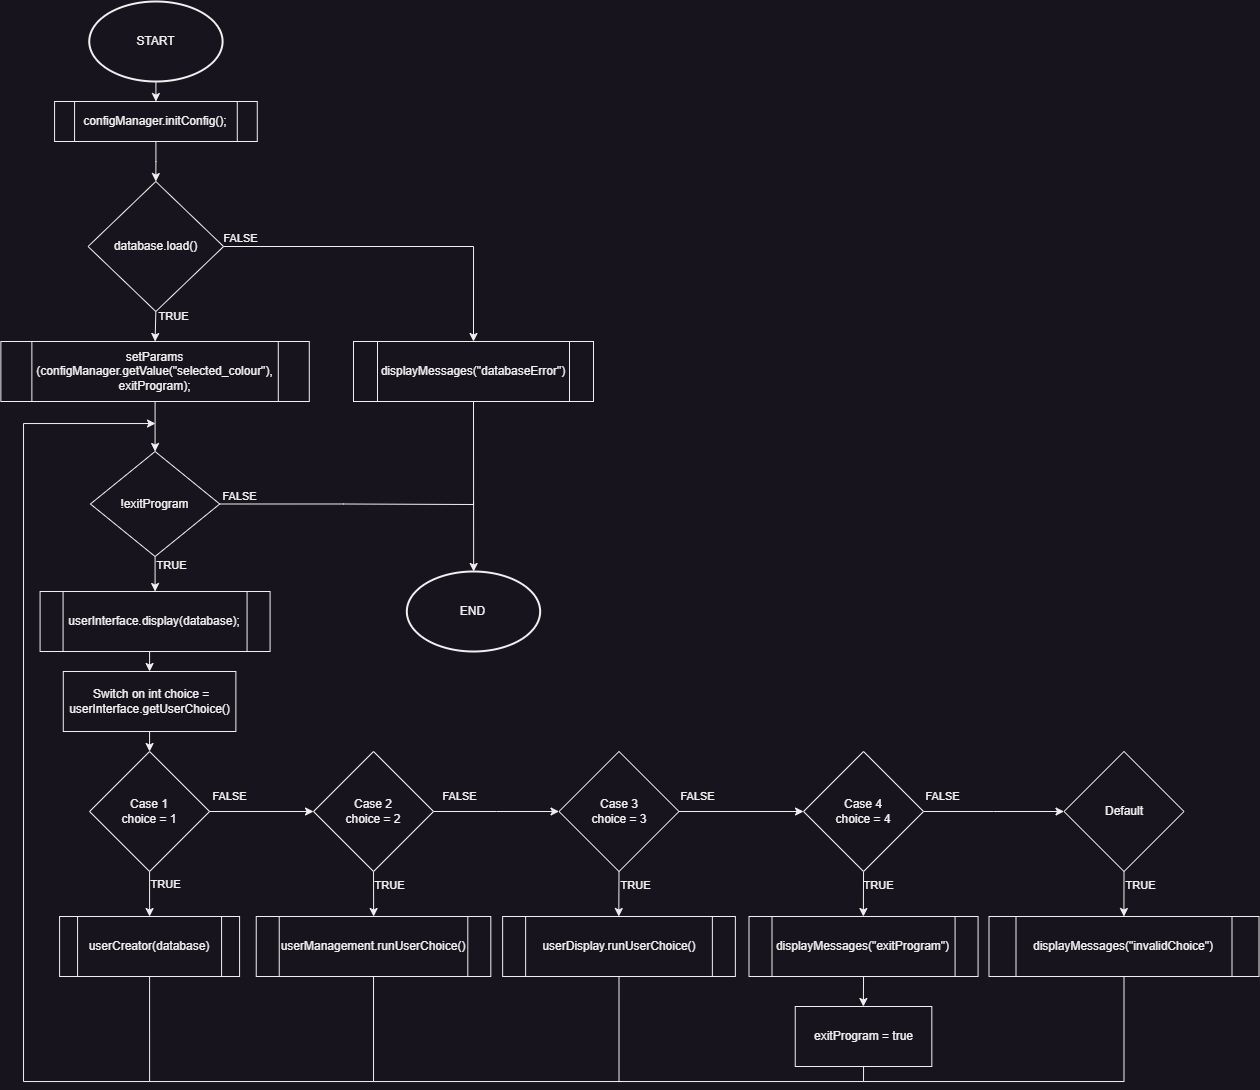 START
configManager.initConfig();
database.load()
FALSE
TRUE
setParams
(configManager.getValue("selected_colour"),
exitProgram);
displayMessages("databaseError")
!exitProgram
FALSE
TRUE
userInterface.display(database);
END
Switch on int choice =
userInterface.getUserChoice()
Case 1
choice = 1
FALSE
Case 2
choice = 2
FALSE
Case 3
choice = 3
FALSE
Case 4
choice = 4
FALSE
Default
TRUE
TRUE
TRUE
TRUE
TRUE
userCreator(database)
userManagement.runUserChoice()
userDisplay.runUserChoice()
displayMessages("exitProgram")
displayMessages("invalidChoice")
exitProgram = true